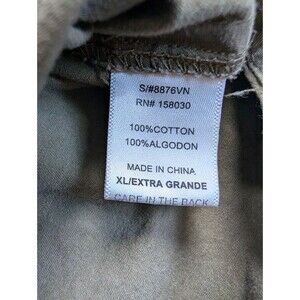 S/#8876VN
RN# 158030
100%COTTON
100%ALGODON
MADE IN CHINA
XL/EXTRA GRANDE
CARE IN THE BACK